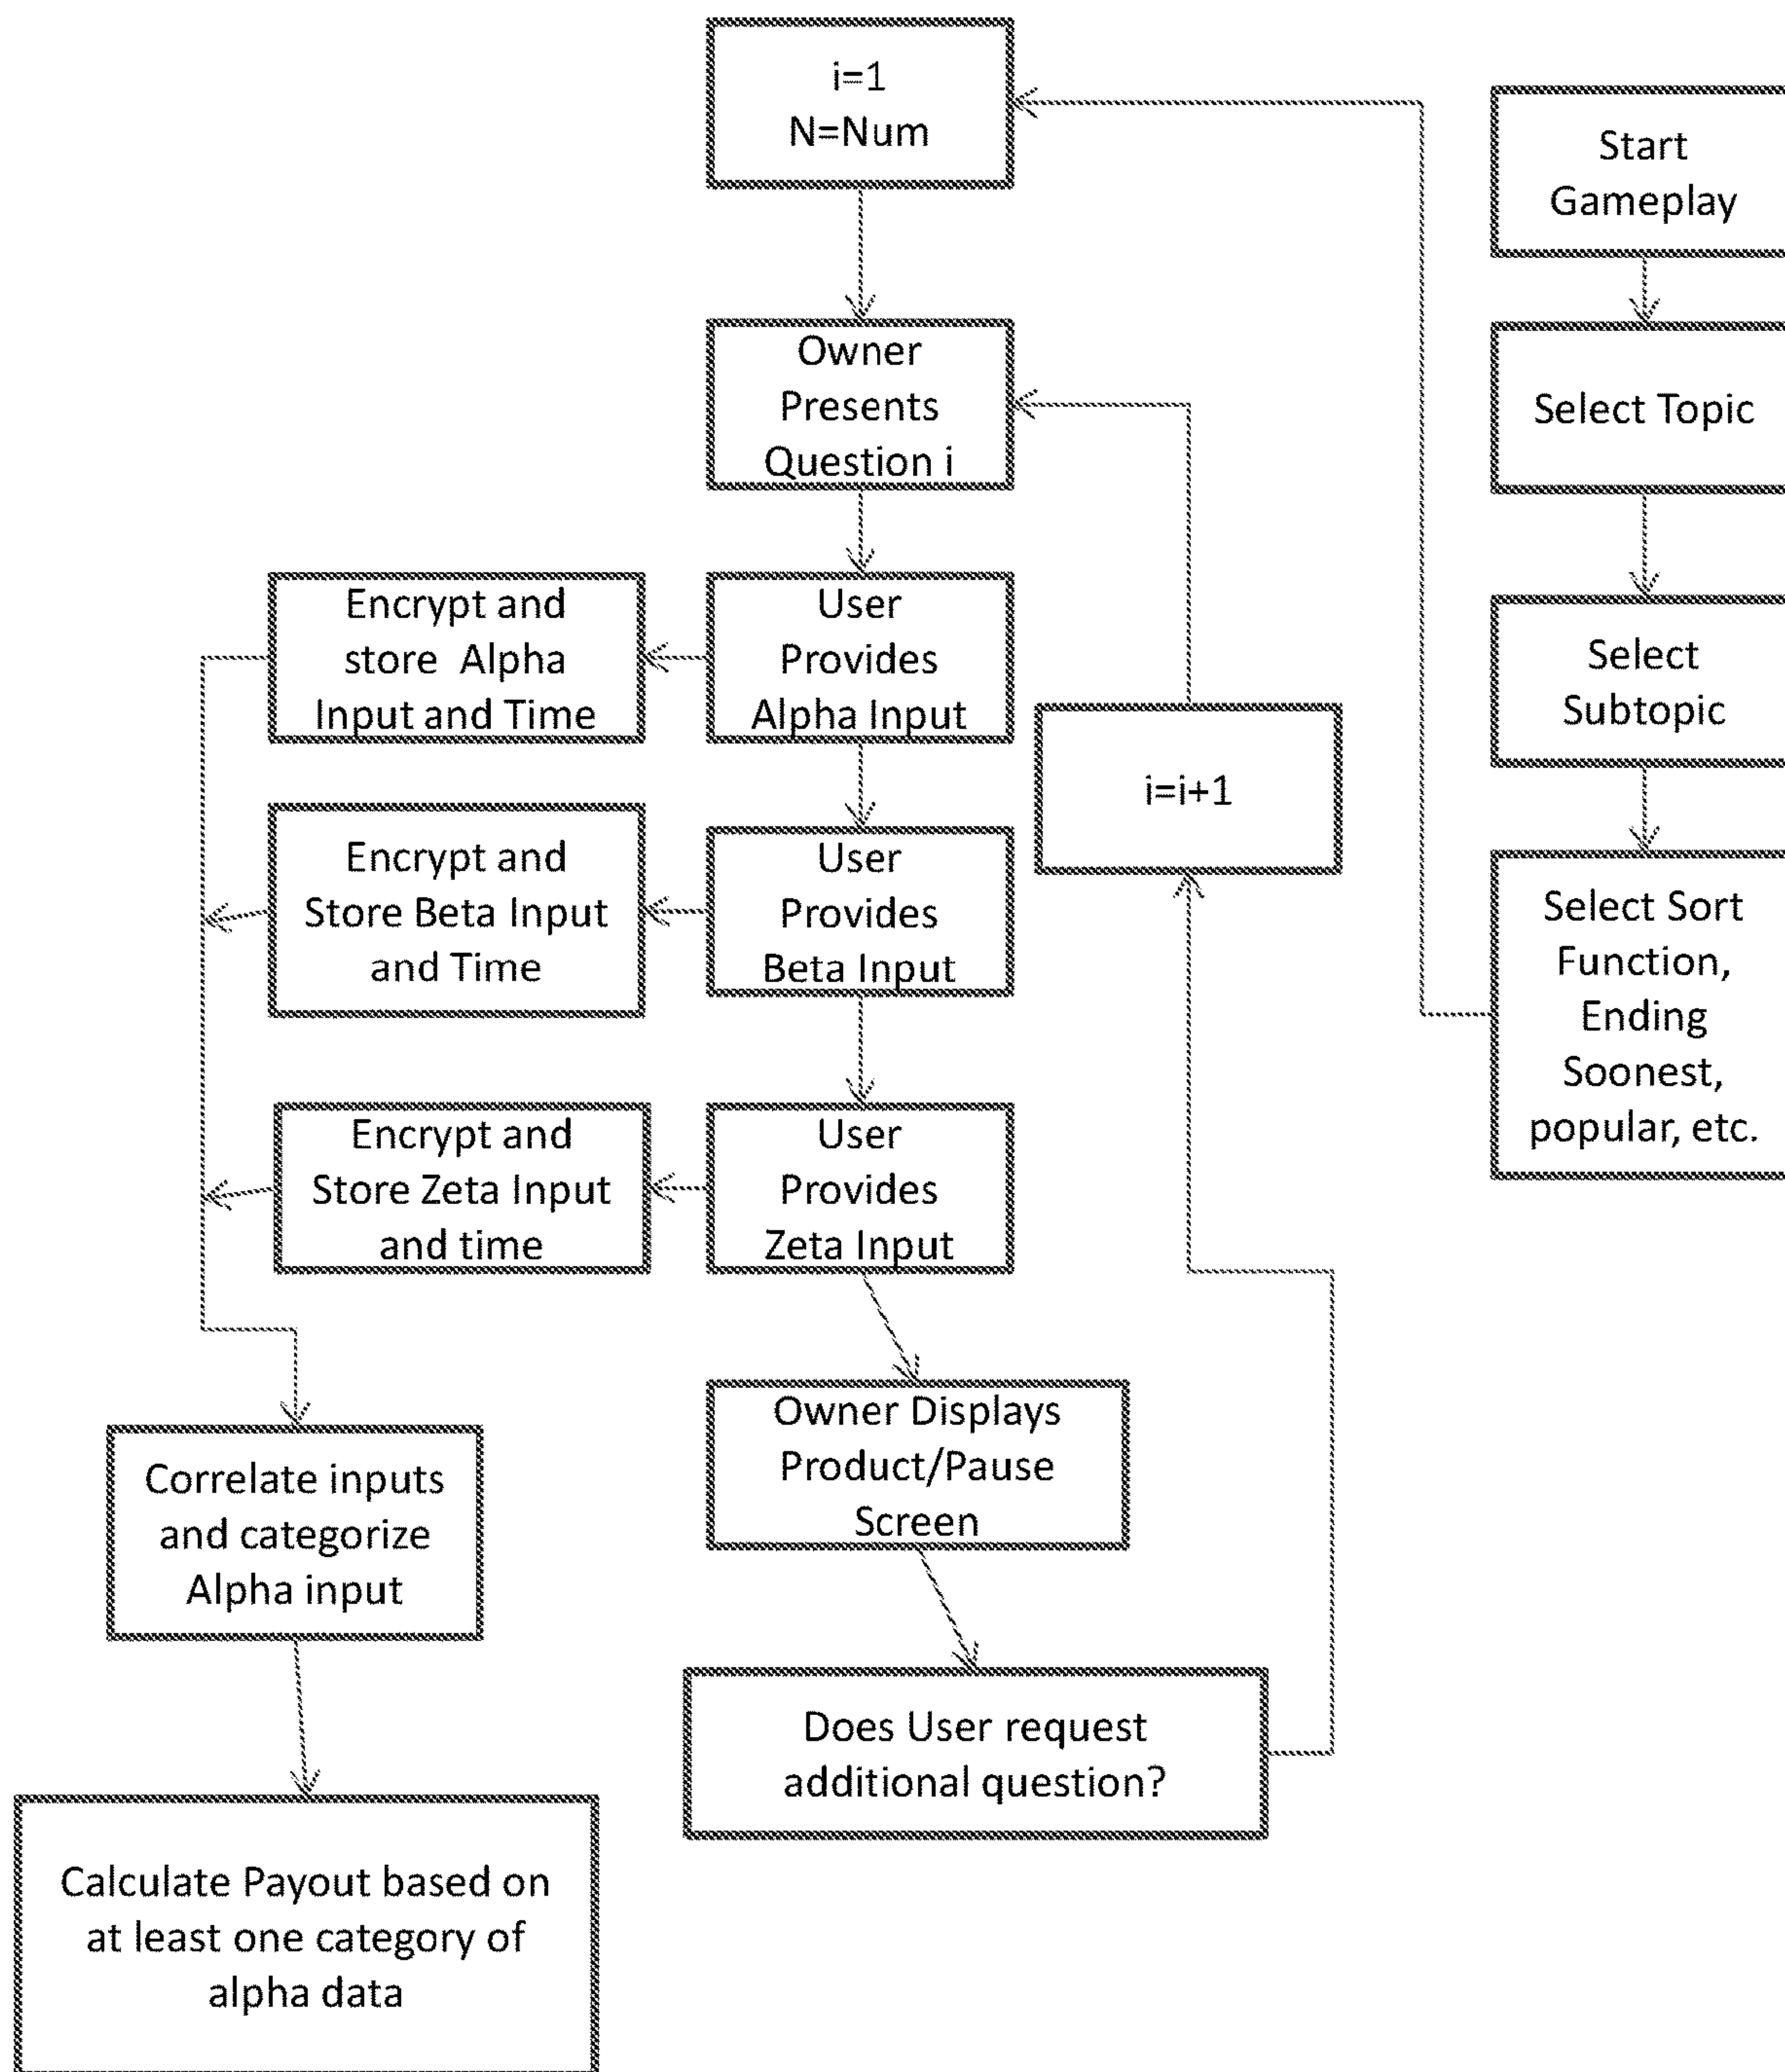 i=1
N=Num
Start
Gameplay
Owner
Presents
Question i
Select Topic
Encrypt and
store Alpha
Input and Time
User
Provides
Alpha Input
Select
Subtopic
i=i+1
Encrypt and
Store Beta Input
and Time
User
Provides
Beta Input
Select Sort
Function,
Ending
Soonest,
popular, etc.
Encrypt and
Store Zeta Input
and time
User
Provides
Zeta Input
Owner Displays
Product/Pause
Screen
Correlate inputs
and categorize
Alpha input
Does User request
additional question?
Calculate Payout based on
at least one category of
alpha data